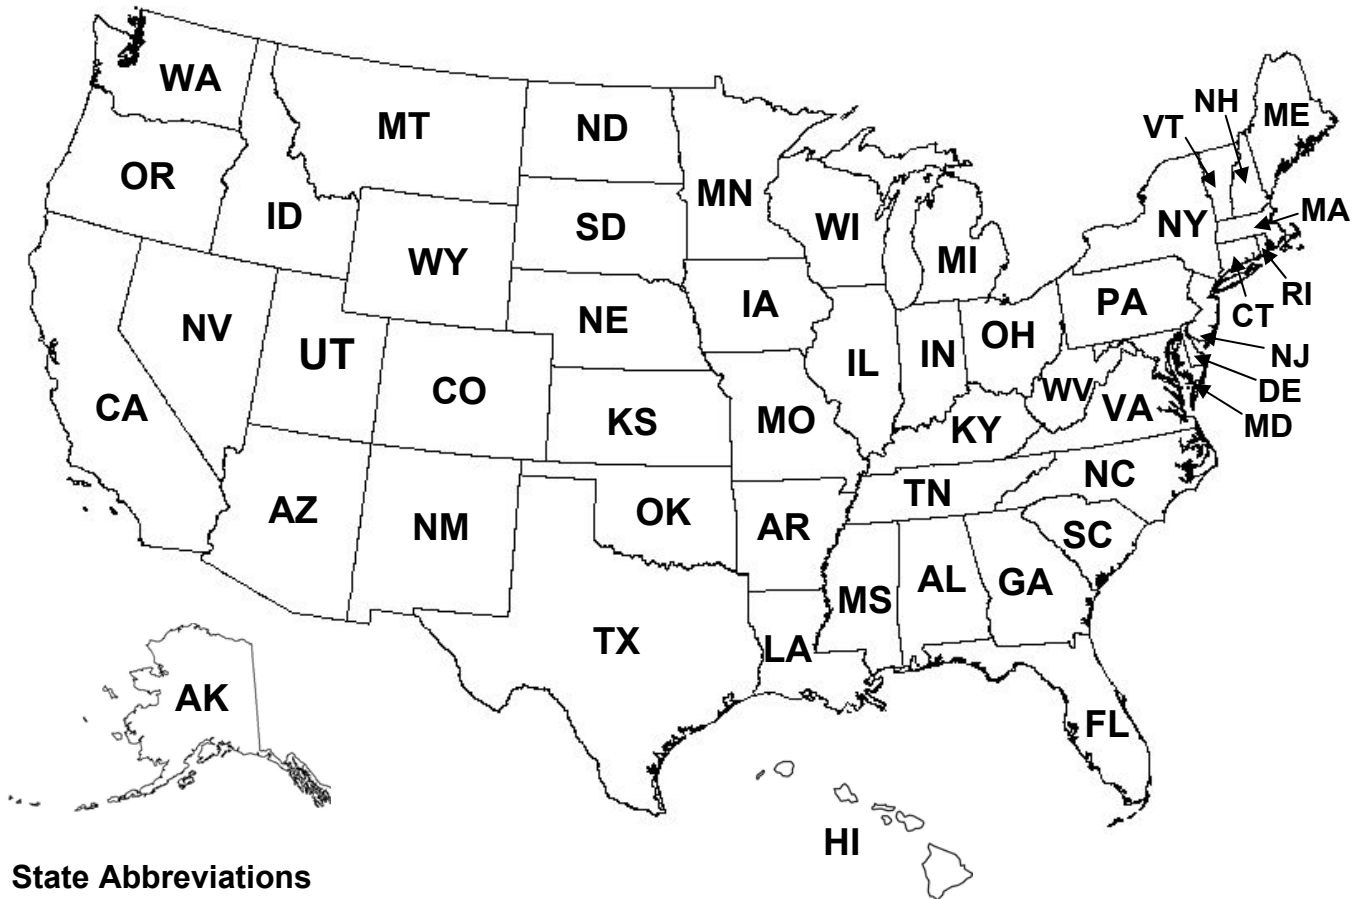 WA
MT
ND
MN
OR
ID
WY
SD
WI
MI
NY
VT
NH
ME
MA
RI
CT
NJ
DE
MD
PA
NV
UT
CO
NE
IA
IL
IN
OH
WV
VA
CA
KS
MO
KY
AZ
NM
OK
AR
TN
NC
SC
TX
LA
MS
AL
GA
FL
AK
HI
State Abbreviations